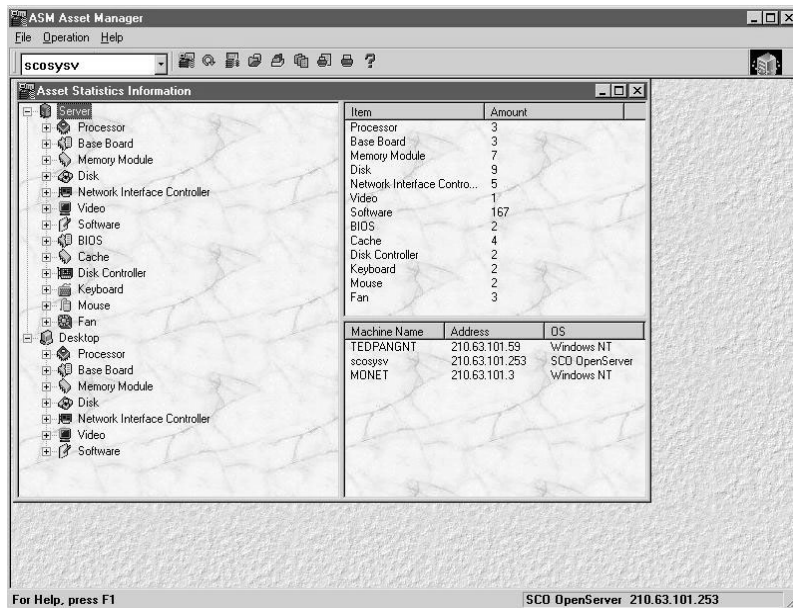 ASM Asset Manager
File Operation Help
scosysv
Asset Statistics Information
Server
Processor
Base Board
Memory Module
Disk
Network Interface Controller
Video
Software
BIOS
Cache
Disk Controller
Keyboard
Mouse
Fan
Desktop
Processor
Base Board
Memory Module
Disk
Network Interface Controller
Video
Software
Item Amount
Processor 3
Base Board 3
Memory Module 7
Disk 9
Network Interface Contro... 5
Video 1
Software 167
BIOS 2
Cache 4
Disk Controller 2
Keyboard 2
Mouse 2
Fan 3
Machine Name Address OS
TEDPANGNT 210.63.101.59 Windows NT
scosysv 210.63.101.253 SCO OpenServer
MONET 210.63.101.3 Windows NT
For Help, press F1
SCO OpenServer 210.63.101.253